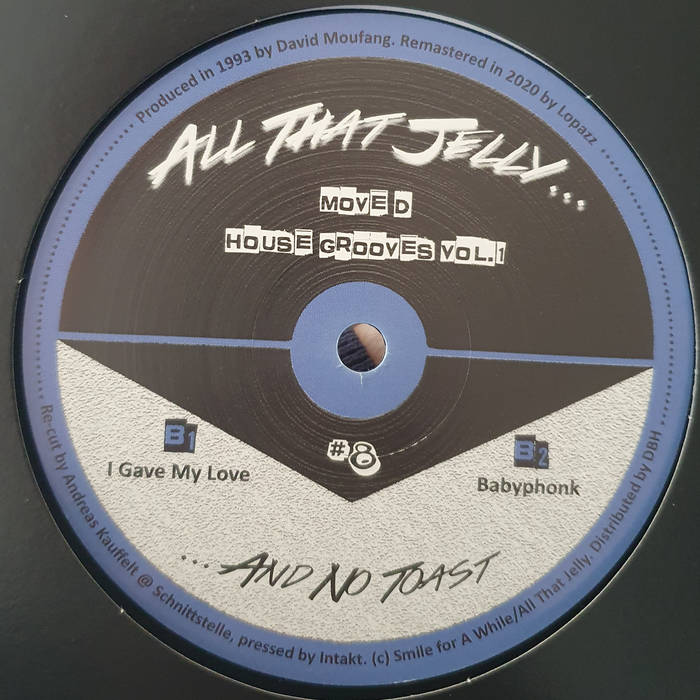 Produced in 1993 by David Moufang. Remastered in 2020 by Lopazz
ALL THAT JELLY...
MOVE D
HOUSE GROOVES VOL.1
#8
B1
I Gave My Love
B2
Babyphonk
...AND NO TOAST
Re-cut by Andreas Kauffelt @ Schnittstelle, pressed by Intakt. (c) Smile for A While/All That Jelly. Distributed by DBH